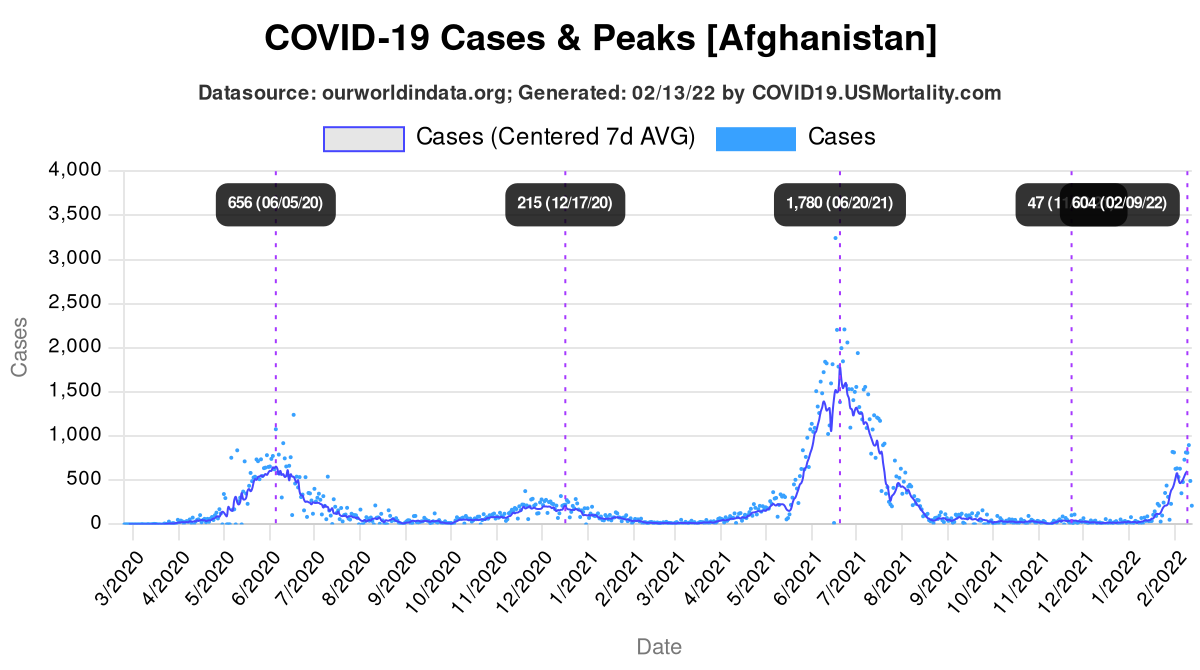 COVID-19 Cases & Peaks [Afghanistan]
Datasource: ourworldindata.org; Generated: 02/13/22 by COVID19.USMortality.com
Cases (Centered 7d AVG) Cases
4,000
656 (06/05/20) 215 (12/17/20) 1,780 (06/20/21) 47 604 (02/09/22)
3,500
3,000
2,500
2,000
1,500
1,000
500
0
Cases
3/2020 4/2020 5/2020 6/2020 7/2020 8/2020 9/2020 10/2020 11/2020 12/2020 1/2021 2/2021 3/2021 4/2021 5/2021 6/2021 7/2021 8/2021 9/2021 10/2021 11/2021 12/2021 1/2022 2/2022
Date